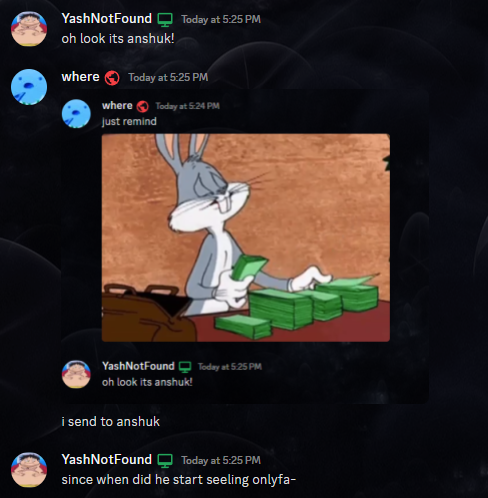 YashNotFound Today at 5:25 PM
oh look its anshuk!
where Today at 5:25 PM
where Today at 5:24 PM
just remind
YashNotFound Today at 5:25 PM
oh look its anshuk!
i send to anshuk
YashNotFound Today at 5:25 PM
since when did he start seeling onlyfa-